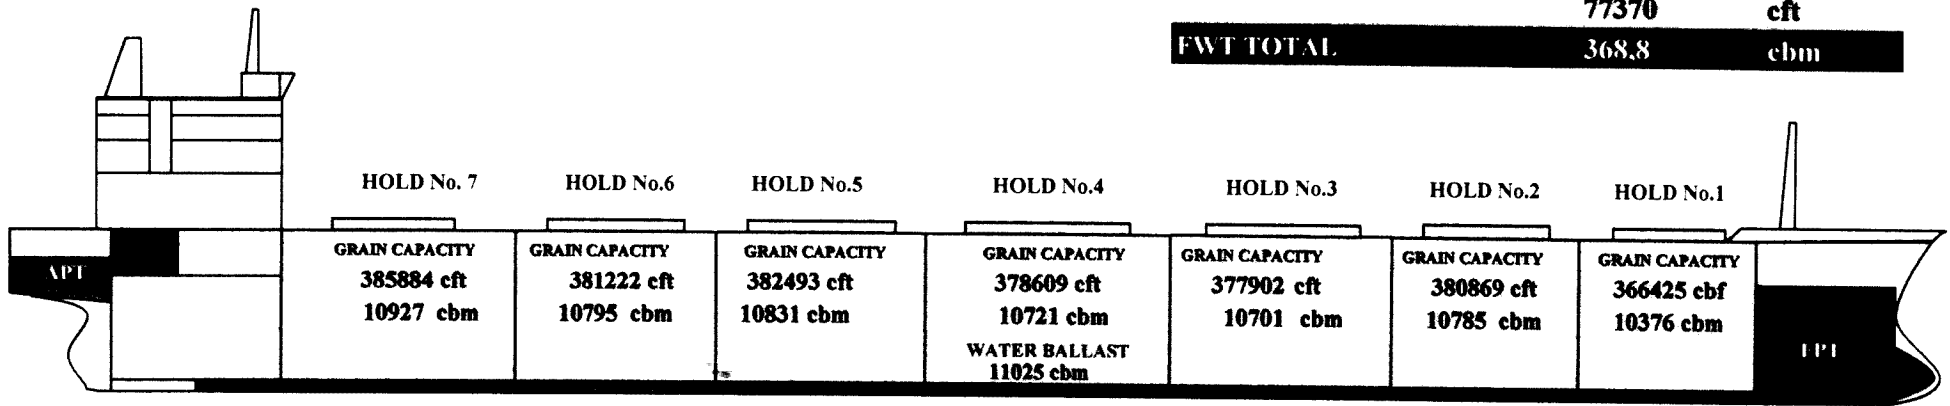 77370 cft
FWT TOTAL 368,8 cbm
HOLD No. 7 HOLD No.6 HOLD No.5 HOLD No.4 HOLD No.3 HOLD No.2 HOLD No.1
GRAIN CAPACITY GRAIN CAPACITY GRAIN CAPACITY GRAIN CAPACITY GRAIN CAPACITY GRAIN CAPACITY GRAIN CAPACITY
APT 385884 cft 381222 cft 382493 cft 378609 cft 377902 cft 380869 cft 366425 cbf
10927 cbm 10795 cbm 10831 cbm 10721 cbm 10701 cbm 10785 cbm 10376 cbm
WATER BALLAST FPT
11025 cbm